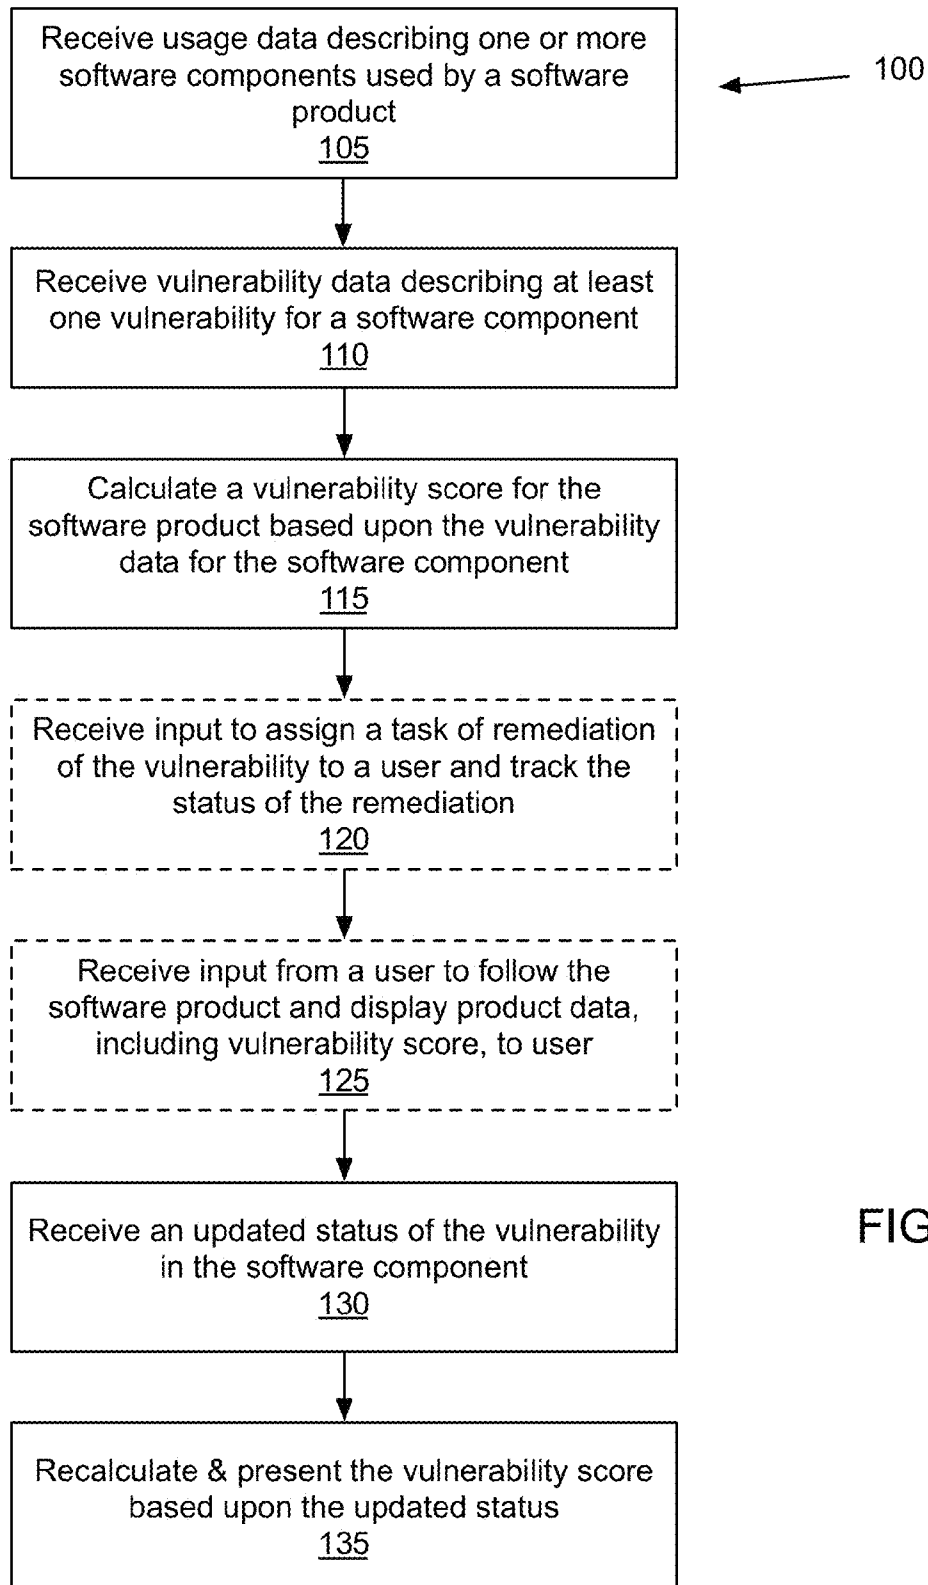 Receive usage data describing one or more
software components used by a software
product
105
100
Receive vulnerability data describing at least
one vulnerability for a software component
110
Calculate a vulnerability score for the
software product based upon the vulnerability
data for the software component
115
Receive input to assign a task of remediation
of the vulnerability to a user and track the
status of the remediation
120
Receive input from a user to follow the
software product and display product data,
including vulnerability score, to user
125
Receive an updated status of the vulnerability
in the software component
130
FIG
Recalculate & present the vulnerability score
based upon the updated status
135